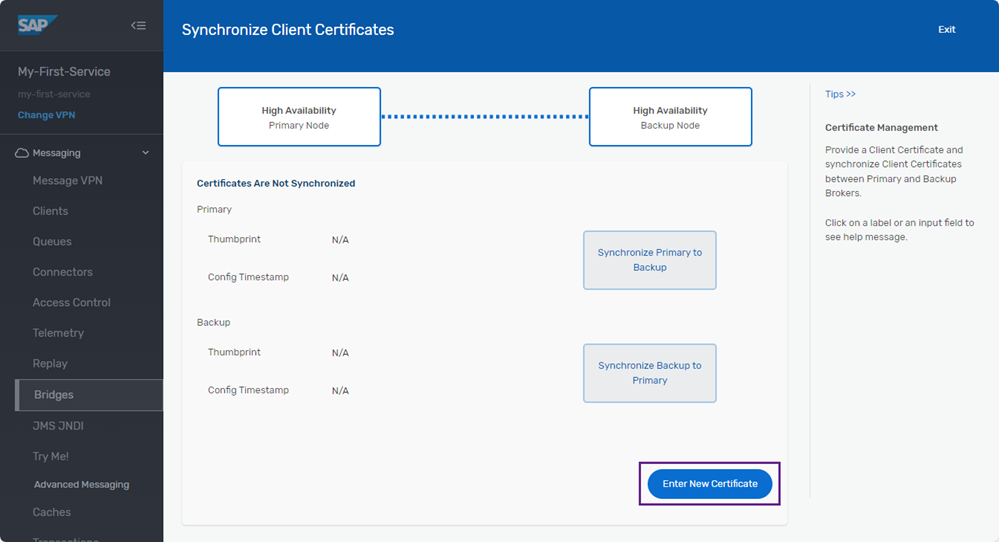 SAP
My-First-Service
my-first-service
Change VPN
Messaging
Message VPN
Clients
Queues
Connectors
Access Control
Telemetry
Replay
Bridges
JMS JNDI
Try Me!
Advanced Messaging
Caches
Transactions
Synchronize Client Certificates
Exit
High Availability
Primary Node
High Availability
Backup Node
Certificates Are Not Synchronized
Primary
Thumbprint N/A
Config Timestamp N/A
Synchronize Primary to
Backup
Backup
Thumbprint N/A
Config Timestamp N/A
Synchronize Backup to
Primary
Enter New Certificate
Tips >>
Certificate Management
Provide a Client Certificate and
synchronize Client Certificates
between Primary and Backup
Brokers.
Click on a label or an input field to
see help message.